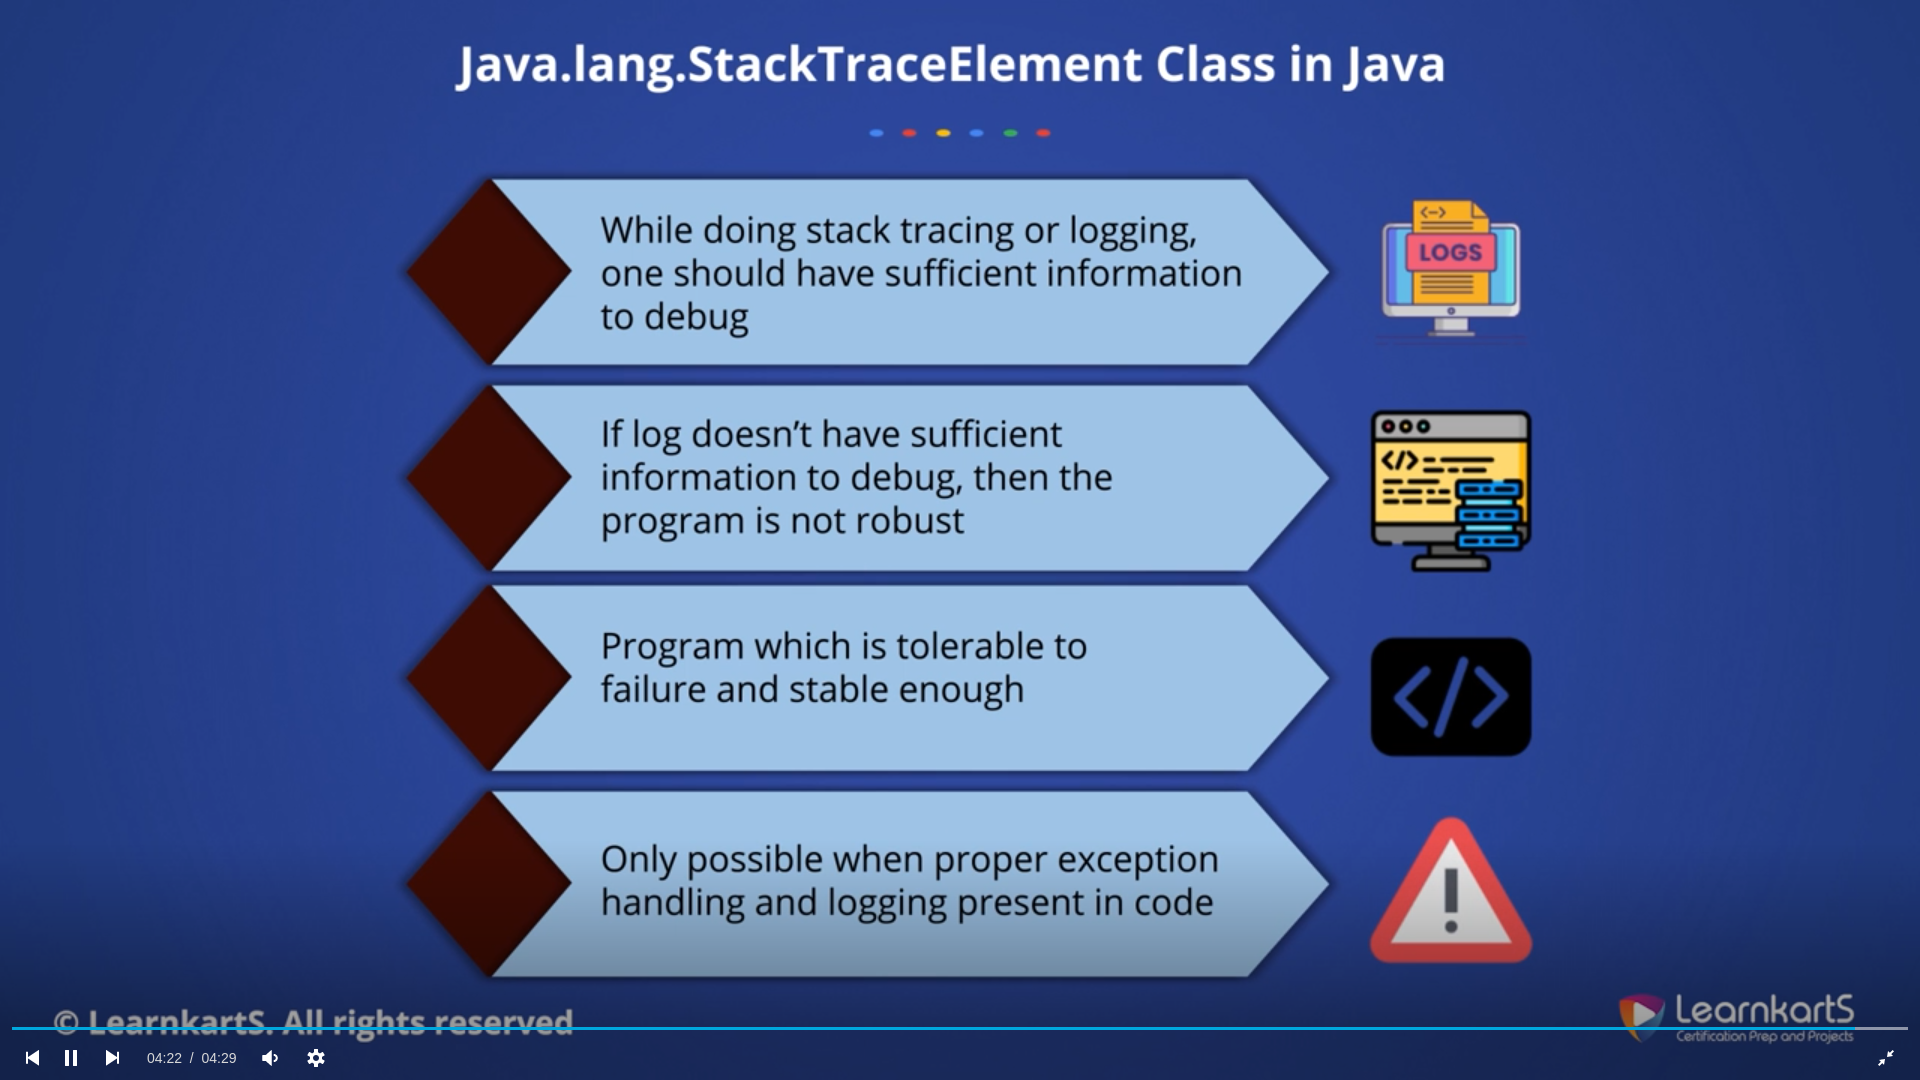 Java.lang.StackTraceElement Class in Java
While doing stack tracing or logging,
one should have sufficient information
to debug
LOGS
If log doesn’t have sufficient
information to debug, then the
program is not robust
</>
Program which is tolerable to
failure and stable enough
</>
Only possible when proper exception
handling and logging present in code
!
© LearnkartS. All rights reserved
LearnkartS
Certification Prep and Projects
04:22 / 04:29